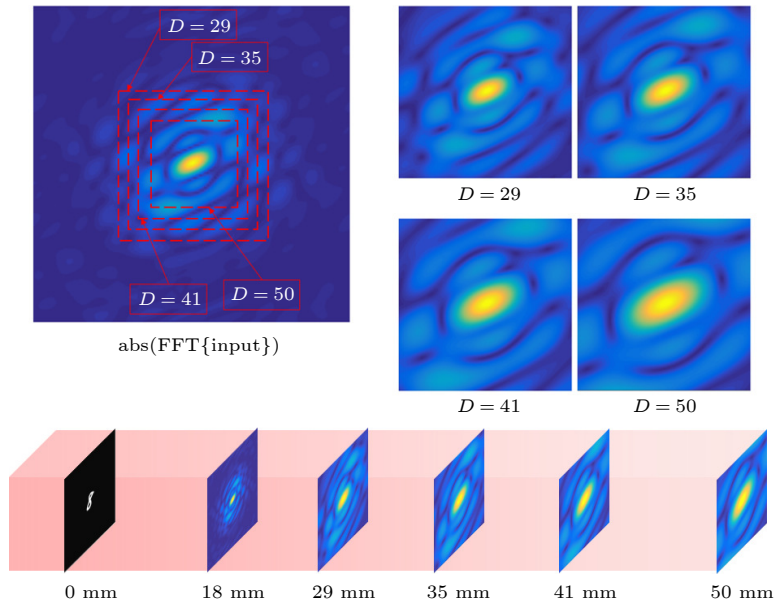 D = 29
D = 35
D = 41
D = 50
abs(FFT{input})
D = 29
D = 35
D = 41
D = 50
8
0 mm
18 mm
29 mm
35 mm
41 mm
50 mm